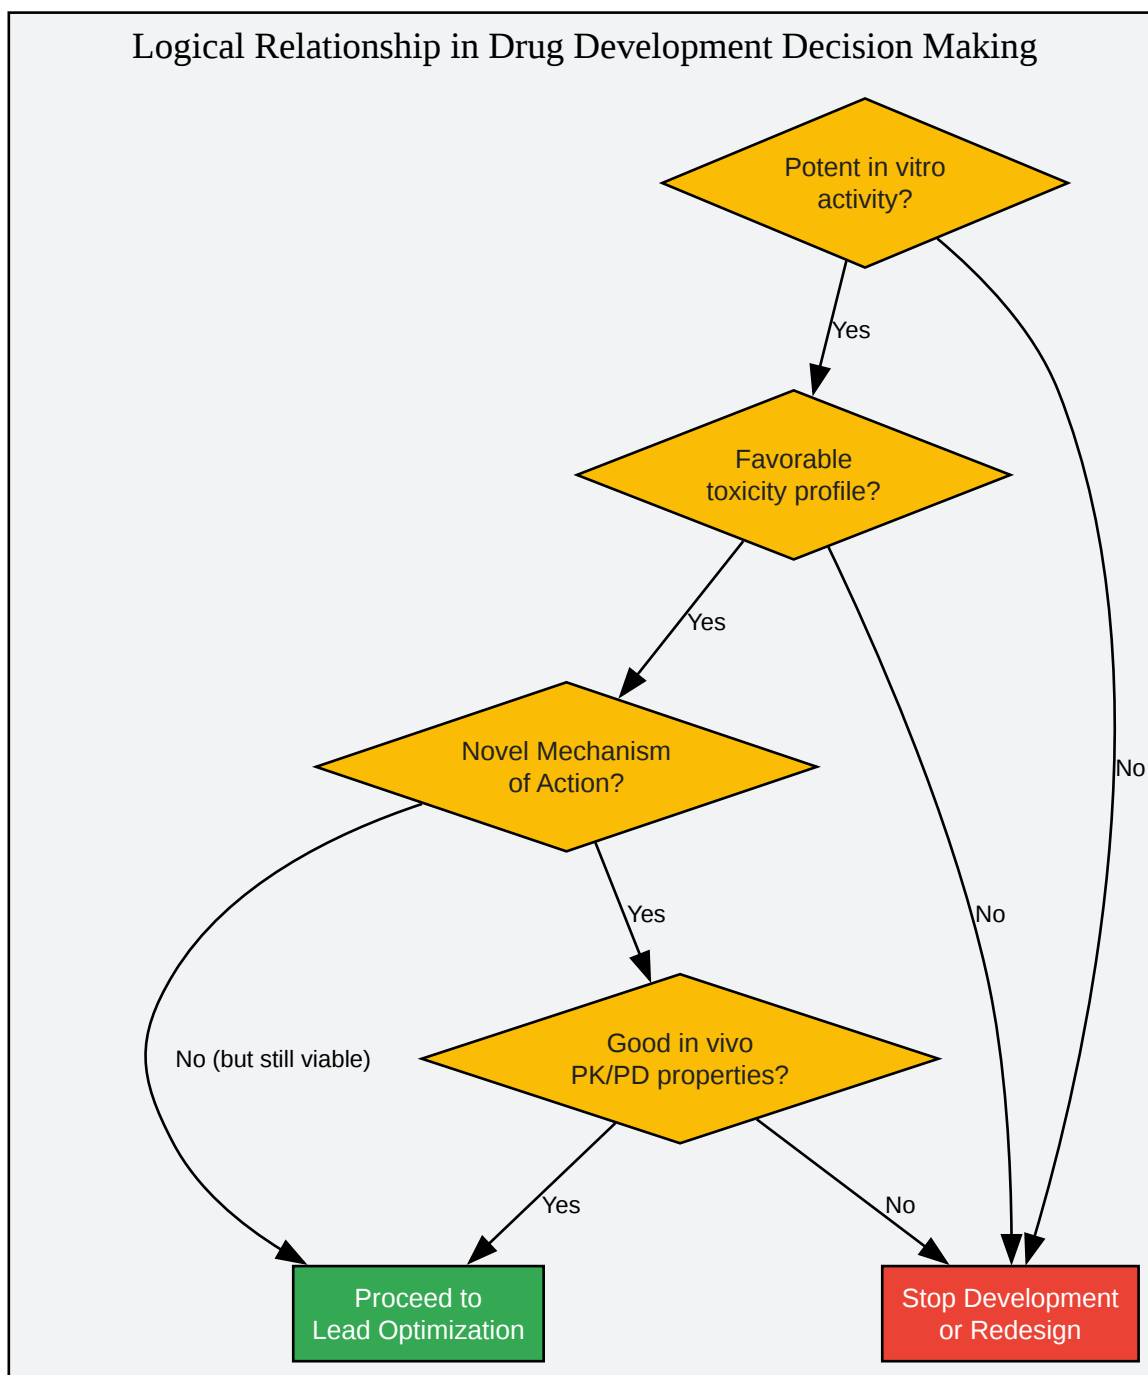 Logical Relationship in Drug Development Decision Making
Potent in vitro
activity?
Yes
Favorable
toxicity profile?
Yes
Novel Mechanism
of Action?
No
Yes
No
No (but still viable)
Good in vivo
PK/PD properties?
Yes
No
Proceed to
Lead Optimization
Stop Development
or Redesign